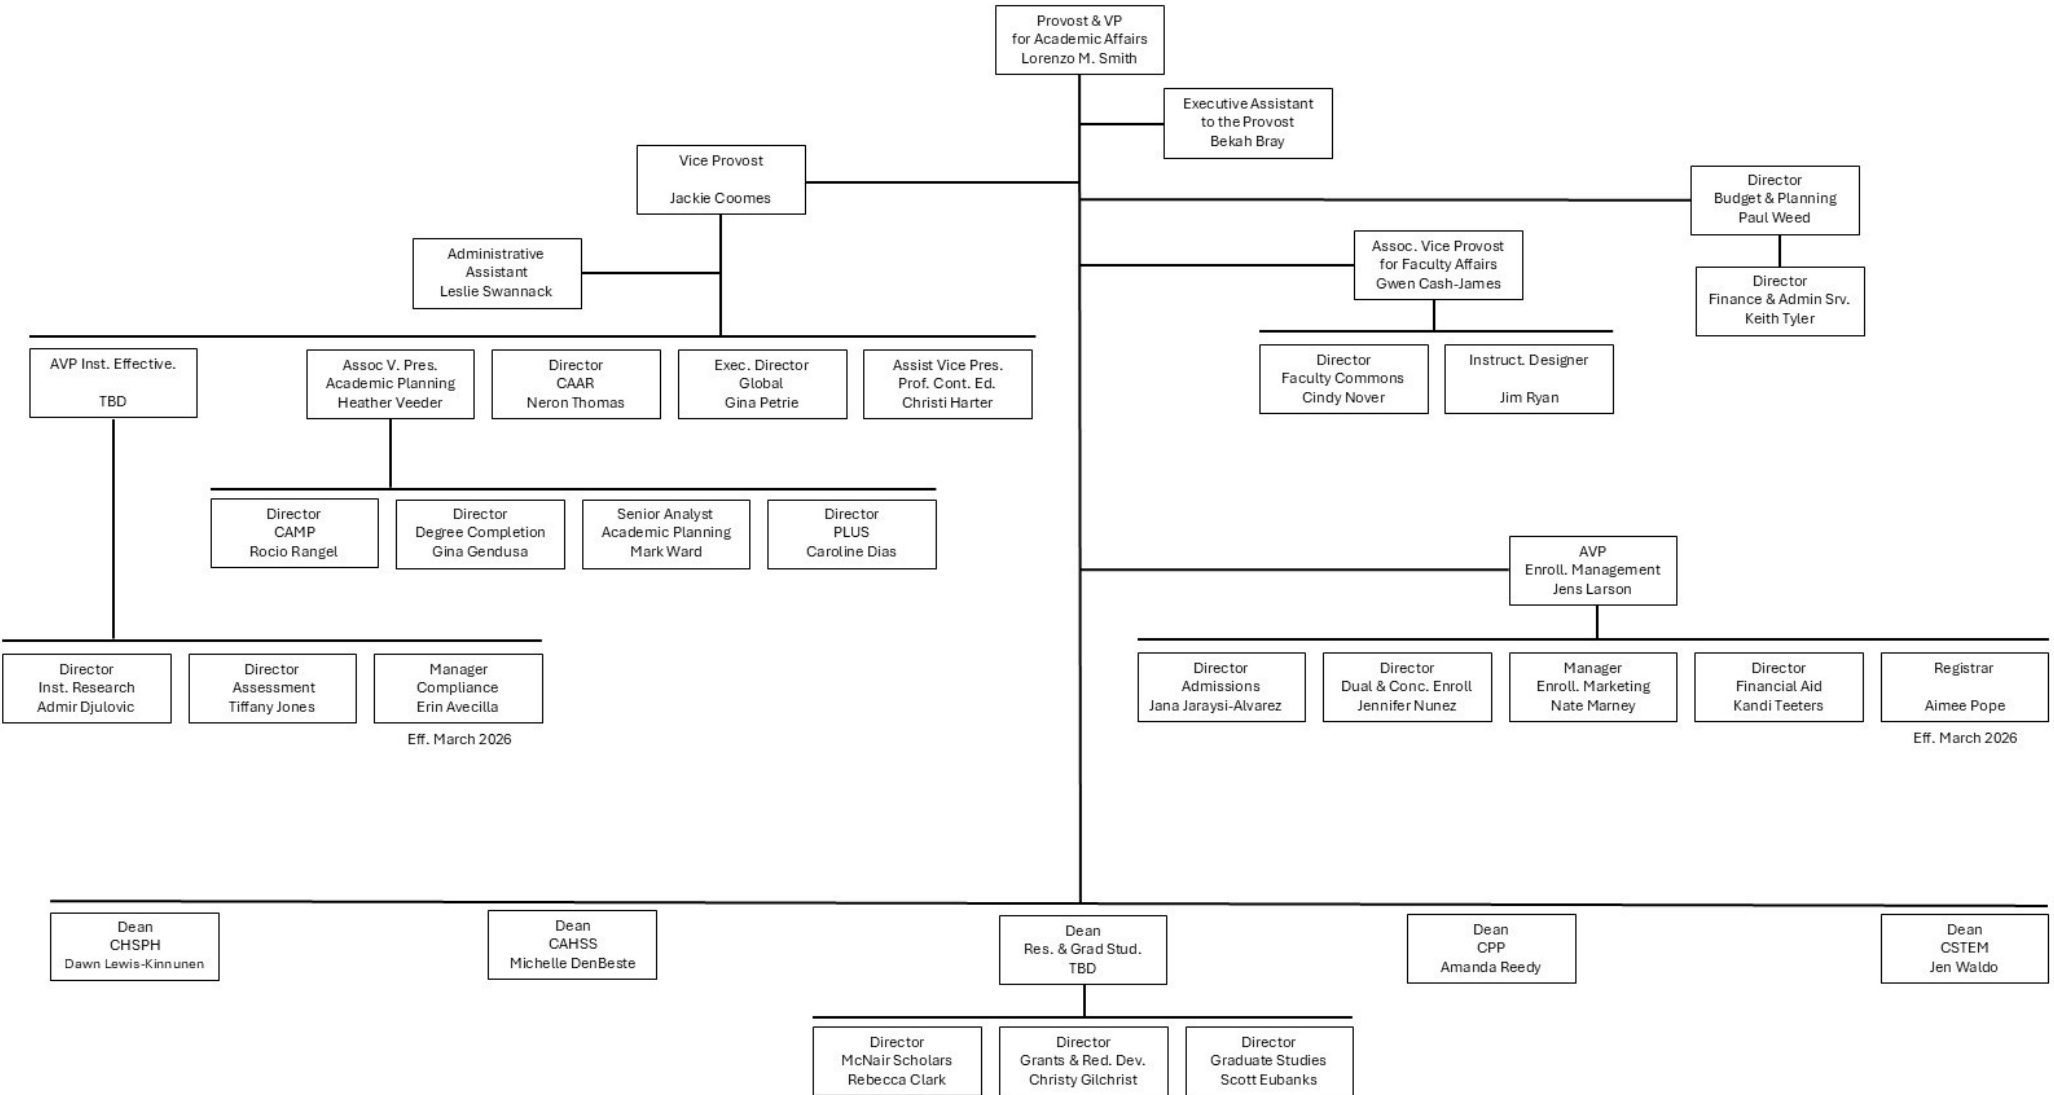 Provost & VP
for Academic Affairs
Lorenzo M. Smith
Executive Assistant
to the Provost
Bekah Bray
Vice Provost
Jackie Coomes
Director
Budget & Planning
Paul Weed
Administrative
Assistant
Leslie Swannack
Assoc. Vice Provost
for Faculty Affairs
Gwen Cash-James
Director
Finance & Admin Srv.
Keith Tyler
AVP Inst. Effective.
TBD
Assoc V. Pres.
Academic Planning
Heather Veeder
Director
CAAR
Neron Thomas
Exec. Director
Global
Gina Petrie
Assist Vice Pres.
Prof. Cont. Ed.
Christi Harter
Director
Faculty Commons
Cindy Nover
Instruct. Designer
Jim Ryan
Director
CAMP
Rocio Rangel
Director
Degree Completion
Gina Gendusa
Senior Analyst
Academic Planning
Mark Ward
Director
PLUS
Caroline Dias
AVP
Enroll. Management
Jens Larson
Director
Inst. Research
Admir Djulovic
Director
Assessment
Tiffany Jones
Manager
Compliance
Erin Avecilla
Eff. March 2026
Director
Admissions
Jana Jaraysi-Alvarez
Director
Dual & Conc. Enroll
Jennifer Nunez
Manager
Enroll. Marketing
Nate Marney
Director
Financial Aid
Kandi Teeters
Registrar
Aimee Pope
Eff. March 2026
Dean
CHSPH
Dawn Lewis-Kinnunen
Dean
CAHSS
Michelle DenBeste
Dean
Res. & Grad Stud.
TBD
Dean
CPP
Amanda Reedy
Dean
CSTEM
Jen Waldo
Director
McNair Scholars
Rebecca Clark
Director
Grants & Red. Dev.
Christy Gilchrist
Director
Graduate Studies
Scott Eubanks